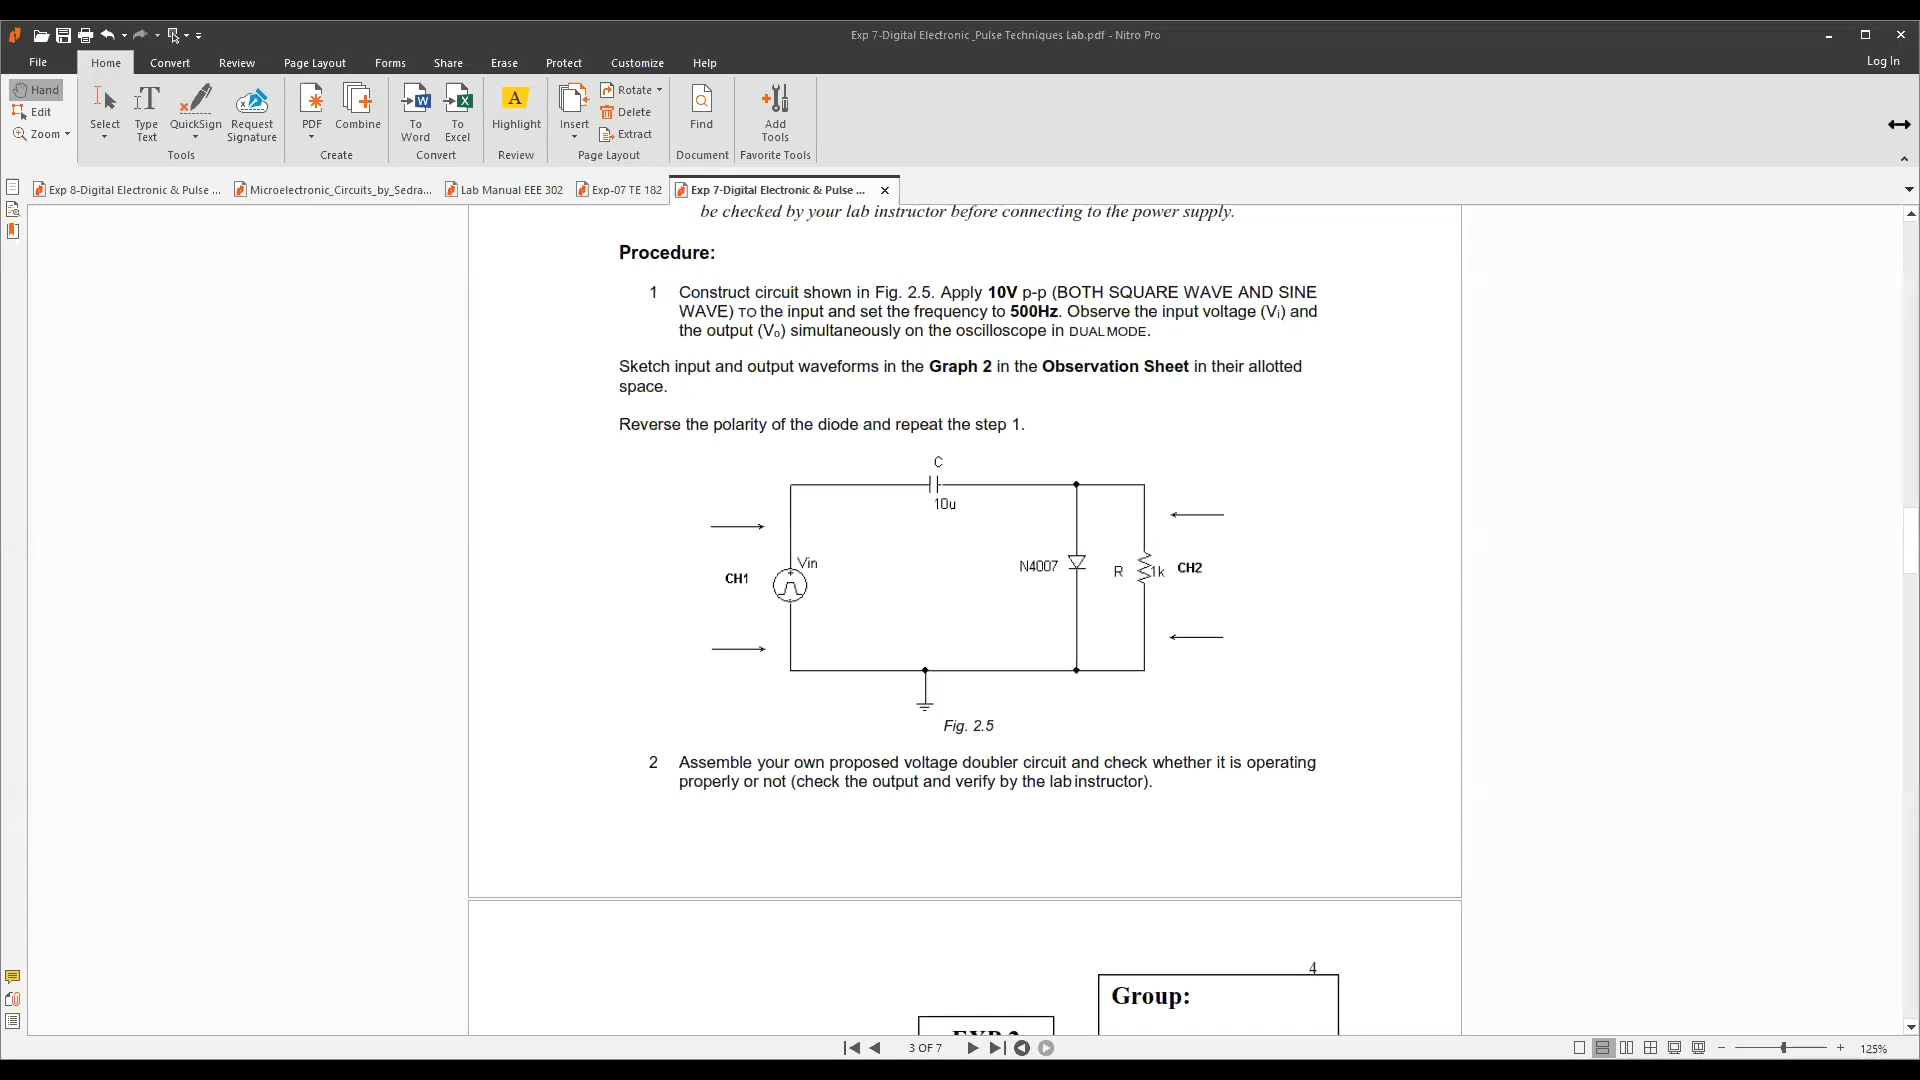 Exp 7-Digital Electronic _Pulse Techniques Lab.pdf - Nitro Pro
File Home Convert Review Page Layout Forms Share Erase Protect Help Log In
Hand
Edit
Zoom
Select
Type Text
QuickSign
Request Signature
Tools
PDF
Combine
Create
To Word
To Excel
Convert
Highlight
Review
Insert
Rotate
Delete
Extract
Page Layout
Find
Document
Add Tools
Favorite Tools
Exp 8-Digital Electronic & Pulse ... Microelectronic_Circuits_by_Sedra... Lab Manual EEE 302 Exp-07 TE 182 Exp 7-Digital Electronic & Pulse ...
be checked by your lab instructor before connecting to the power supply.
Procedure:
1 Construct circuit shown in Fig. 2.5. Apply 10V p-p (BOTH SQUARE WAVE AND SINE
WAVE) TO the input and set the frequency to 500Hz. Observe the input voltage (Vi) and
the output (Vo) simultaneously on the oscilloscope in DUAL MODE.
Sketch input and output waveforms in the Graph 2 in the Observation Sheet in their allotted
space.
Reverse the polarity of the diode and repeat the step 1.
C
10u
Vin
CH1
N4007
R
1k
CH2
Fig. 2.5
2 Assemble your own proposed voltage doubler circuit and check whether it is operating
properly or not (check the output and verify by the lab instructor).
4
Group:
EXP 2
3 OF 7
125%